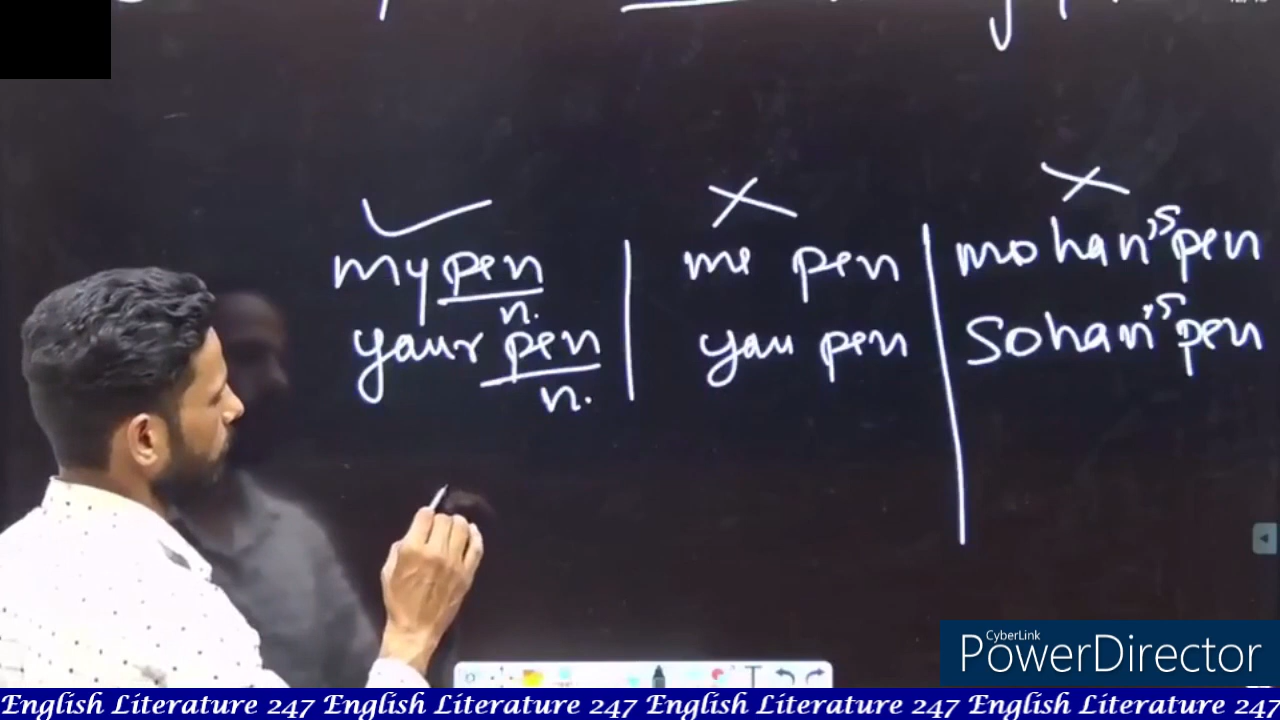 my pen | me pen | mohan's pen
n.
your pen | you pen | Sohan's pen
n.
CyberLink
PowerDirector
English Literature 247 English Literature 247 English Literature 247 English Literature 247